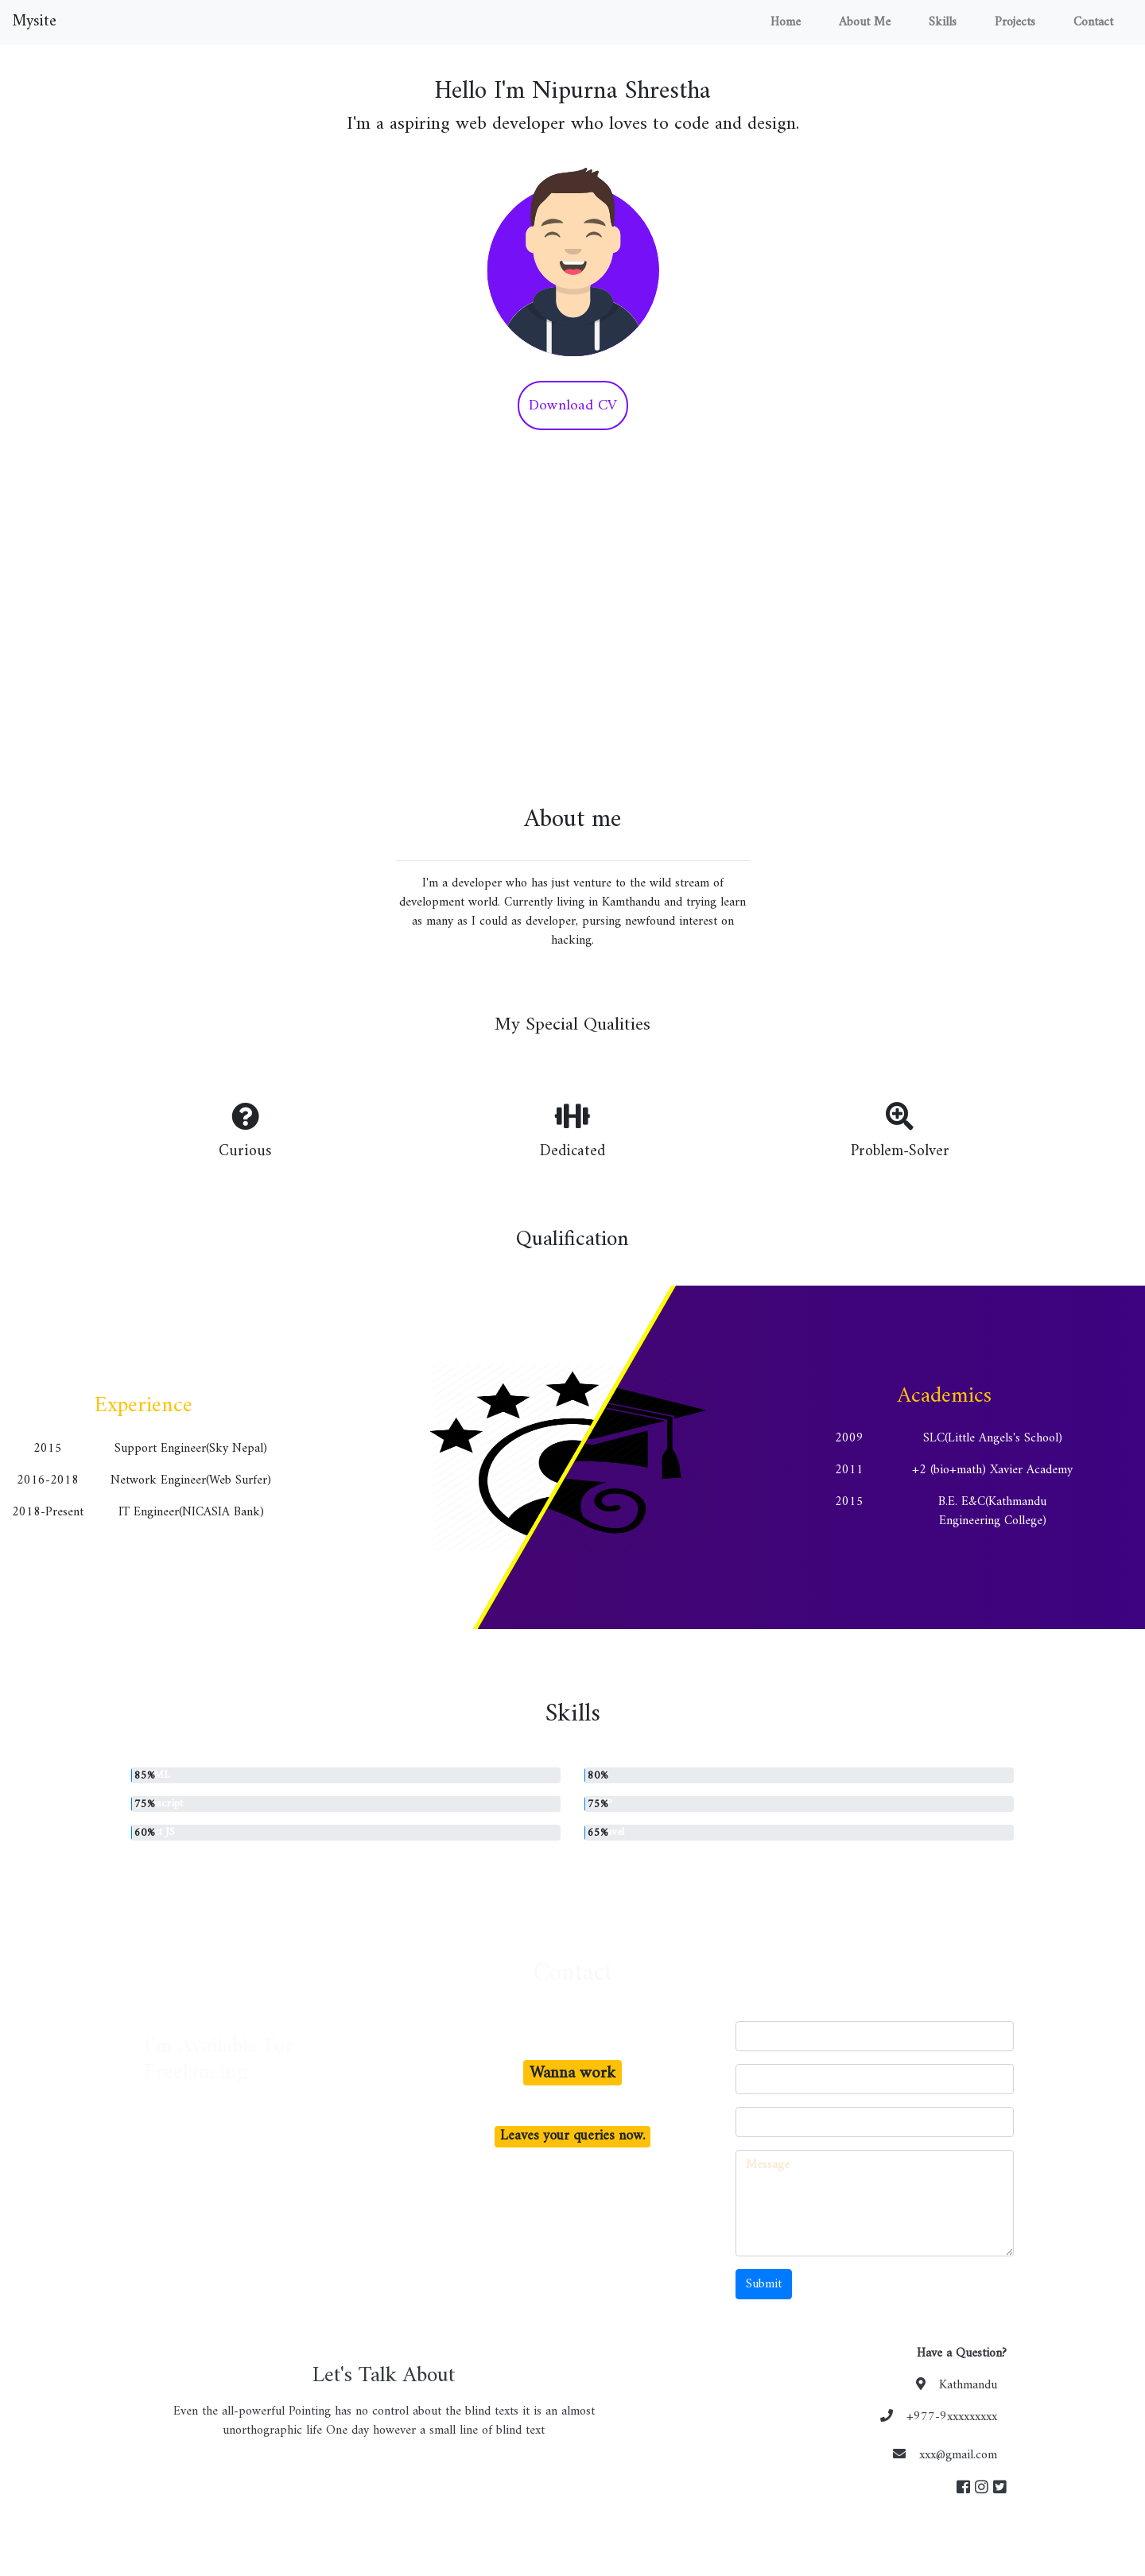 Mysite
Home
About Me
Skills
Projects
Contact
Hello I'm Nipurna Shrestha
I'm a aspiring web developer who loves to code and design.
Download CV
About me
I'm a developer who has just venture to the wild stream of
development world. Currently living in Kamthandu and trying learn
as many as I could as developer, pursing newfound interest on
hacking.
My Special Qualities
Curious
Dedicated
Problem-Solver
Qualification
Experience
2015 Support Engineer(Sky Nepal)
2016-2018 Network Engineer(Web Surfer)
2018-Present IT Engineer(NICASIA Bank)
Academics
2009 SLC(Little Angels's School)
2011 +2 (bio+math) Xavier Academy
2015 B.E. E&C(Kathmandu
Engineering College)
Skills
85%
80%
75%
75%
60%
65%
Contact
I'm Available For
Freelancing
Wanna work
Leaves your queries now.
Message
Submit
Let's Talk About
Even the all-powerful Pointing has no control about the blind texts it is an almost
unorthographic life One day however a small line of blind text
Have a Question?
Kathmandu
+977-9xxxxxxxxx
xxx@gmail.com